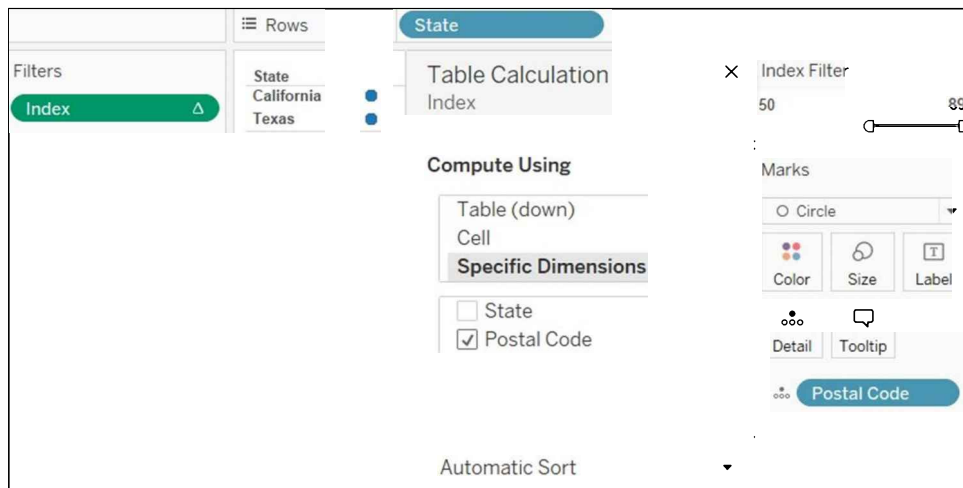 Rows
State
Filters
Index
State
California
Texas
Table Calculation
Index
Compute Using
Table (down)
Cell
Specific Dimensions
State
Postal Code
Automatic Sort
Index Filter
50 89
Marks
Circle
Color Size Label
Detail Tooltip
Postal Code